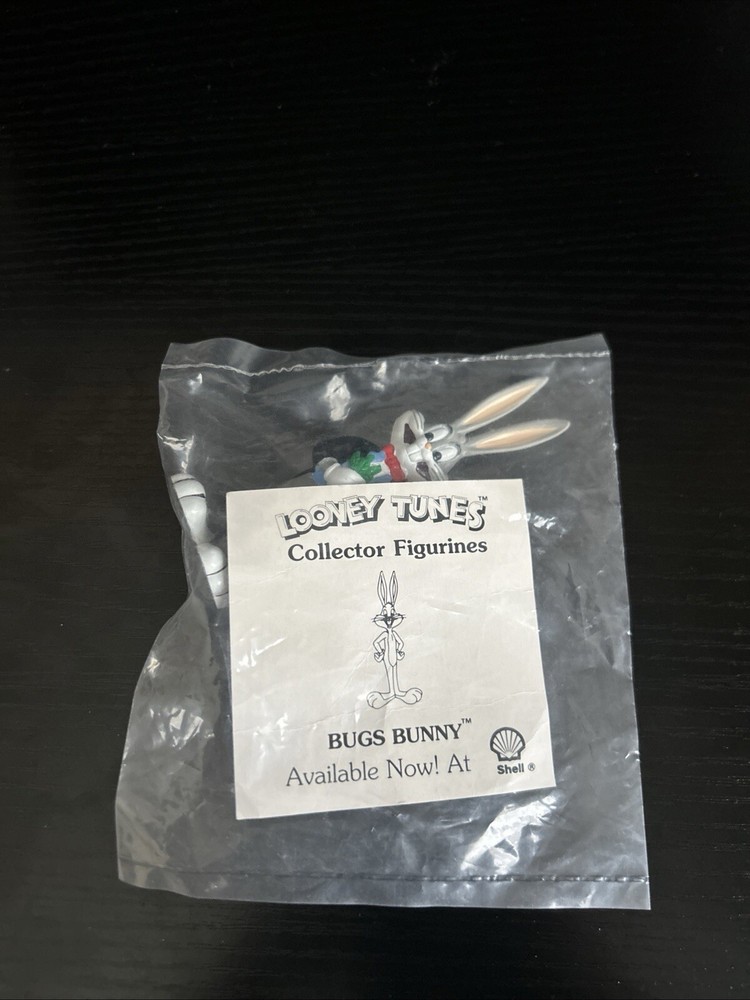 LOONEY TUNES™
Collector Figurines
BUGS BUNNY™
Available Now! At
Shell ®